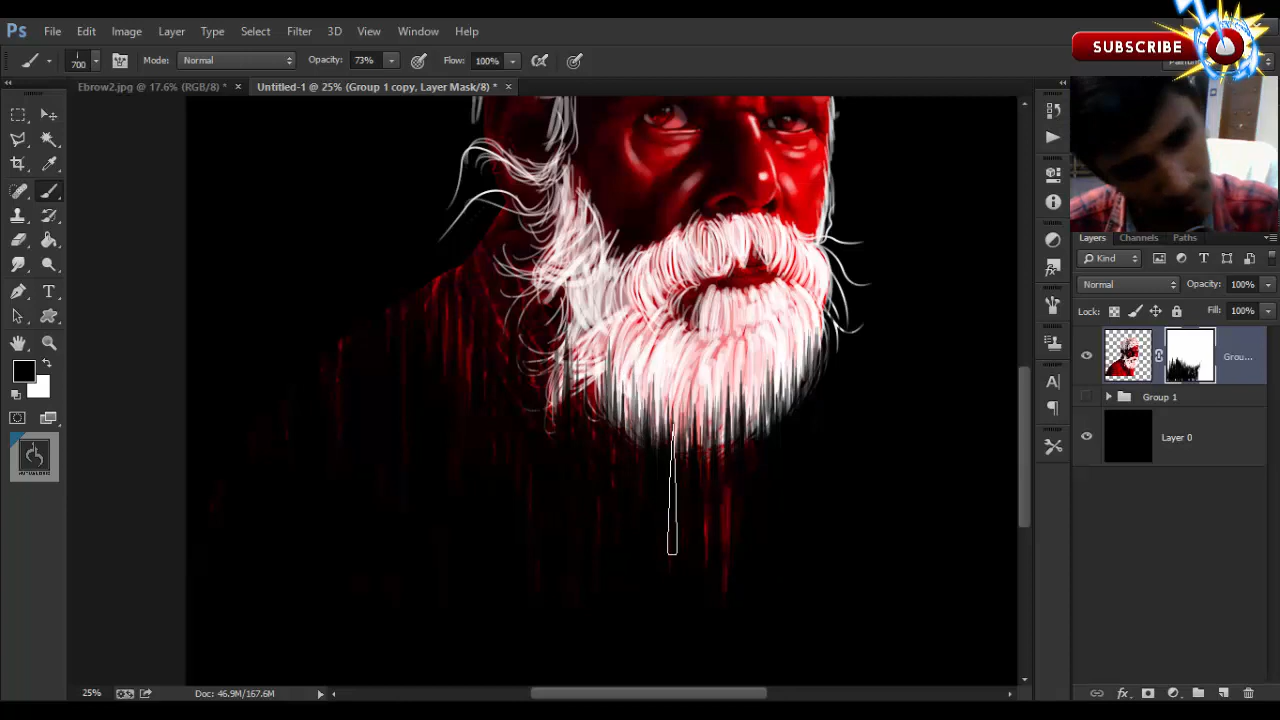 Ps File Edit Image Layer Type Select Filter 3D View Window Help
SUBSCRIBE
700 Mode: Normal Opacity: 73% Flow: 100%
Ebrow2.jpg @ 17.6% (RGB/8) * × Untitled-1 @ 25% (Group 1 copy, Layer Mask/8) * ×
Layers Channels Paths
Kind
Normal Opacity: 100%
Lock: Fill: 100%
Grou...
Group 1
Layer 0
25% Doc: 46.9M/167.6M